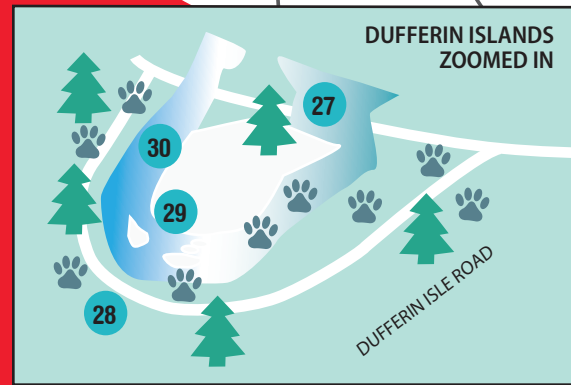 DUFFERIN ISLANDS
ZOOMED IN
27
30
29
28
DUFFERIN ISLE ROAD